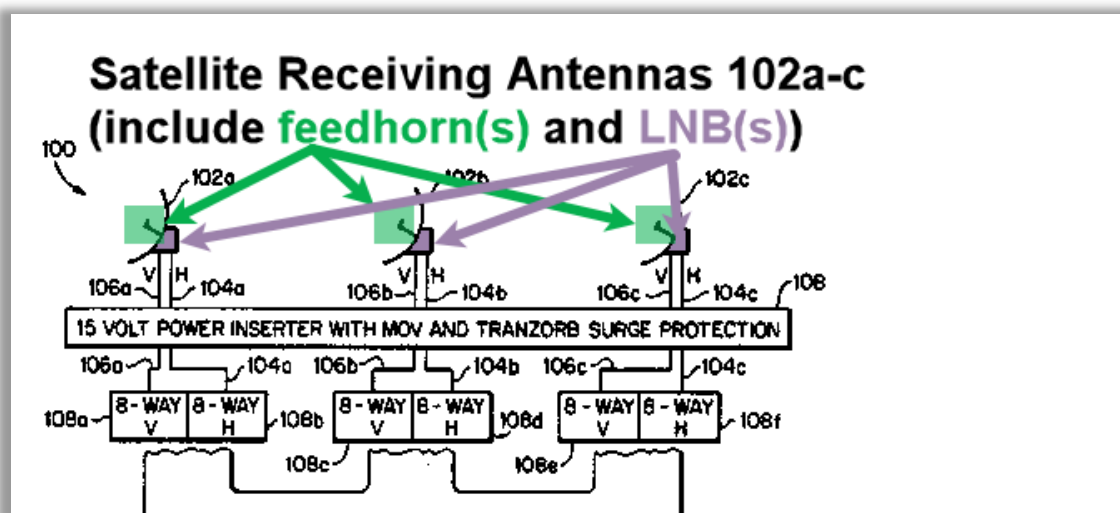 Satellite Receiving Antennas 102a-c
(include feedhorn(s) and LNB(s))
100
102a
102b
102c
V H
V H
V H
106a
104a
106b
104b
106c
104c
108
15 VOLT POWER INSERTER WITH MOV AND TRANZORB SURGE PROTECTION
106a
104a
106b
104b
106c
104c
108a
8-WAY V
8-WAY H
108b
8-WAY V
8-WAY H
108d
8-WAY V
8-WAY H
108f
108c
108e